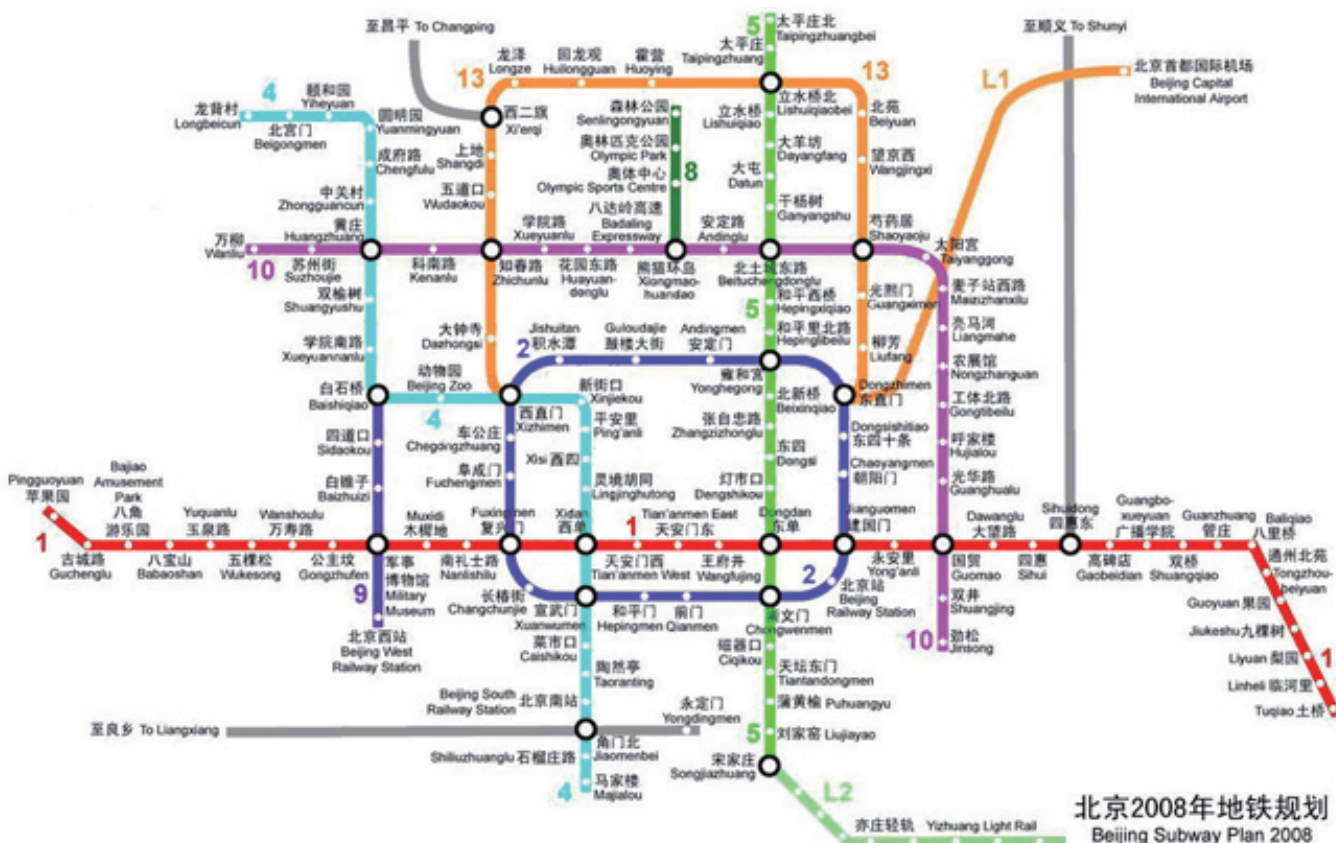 至昌平 To Changping
至顺义 To Shunyi
5
太平庄北
Taipingzhuangbei
太平庄
Taipingzhuang
13
龙泽
Longze
回龙观
Huilongguan
霍营
Huoying
13
L1
北京首都国际机场
Beijing Capital
International Airport
4
颐和园
Yiheyuan
龙背村
Longbeicun
北宫门
Beigongmen
圆明园
Yuanmingyuan
成府路
Chengfulu
中关村
Zhongguancun
西二旗
Xi'erqi
上地
Shangdi
五道口
Wudaokou
森林公园
Senlingongyuan
奥林匹克公园
Olympic Park
奥体中心
Olympic Sports Centre
8
立水桥北
Lishuiqiaobei
立水桥
Lishuiqiao
大羊坊
Dayangfang
大屯
Datun
干杨树
Ganyangshu
北苑
Beiyuan
望京西
Wangjingxi
芍药居
Shaoyaoju
万柳
Wanliu
10
黄庄
Huangzhuang
苏州街
Suzhoujie
科南路
Kenanlu
知春路
Zhichunlu
学院路
Xueyuanlu
花园东路
Huayuan-
donglu
八达岭高速
Badaling
Expressway
熊猫环岛
Xiongmao-
huandao
安定路
Andinglu
北土城东路
Beituchengdonglu
太阳宫
Taiyanggong
双榆树
Shuangyushu
学院南路
Xueyuannanlu
白石桥
Baishiqiao
大钟寺
Dazhongsi
动物园
Beijing Zoo
4
2
Jishuitan
积水潭
Guloudajie
鼓楼大街
Andingmen
安定门
5
和平西桥
Hepingxiqiao
和平里北路
Hepinglibeilu
雍和宫
Yonghegong
光熙门
Guangximen
柳芳
Liufang
Dongzhimen
东直门
麦子站西路
Maizizhanxilu
亮马河
Liangmahe
农展馆
Nongzhanguan
工体北路
Gongtibeilu
呼家楼
Hujialou
光华路
Guanghualu
四道口
Sidaokou
白锥子
Baizhuizi
西直门
Xizhimen
车公庄
Chegongzhuang
阜成门
Fuchengmen
新街口
Xinjiekou
平安里
Ping'anli
Xisi 西四
灵境胡同
Lingjinghutong
北新桥
Beixinqiao
张自忠路
Zhangzizhonglu
东四
Dongsi
灯市口
Dengshikou
Dongsishitiao
东四十条
Chaoyangmen
朝阳门
Pingguoyuan
苹果园
1
古城路
Guchenglu
Bajiao
Amusement
Park
八角
游乐园
八宝山
Babaoshan
Yuquanlu
玉泉路
五棵松
Wukesong
Wanshoulu
万寿路
公主坟
Gongzhufen
军事
博物馆
Military
Museum
Muxidi
木樨地
南礼士路
Nanlishilu
Fuxingmen
复兴门
Xidan
西单
1
天安门西
Tian'anmen West
Tian'anmen East
天安门东
王府井
Wangfujing
Dongdan
东单
Jianguomen
建国门
永安里
Yong'anli
国贸
Guomao
Dawanglu
大望路
四惠
Sihui
Sihuidong
四惠东
高碑店
Gaobeidian
Guangbo-
xueyuan
广播学院
双桥
Shuangqiao
Guanzhuang
管庄
Baliqiao
八里桥
通州北苑
Tongzhou-
beiyuan
Guoyuan 果园
Jiukeshu 九棵树
Liyuan 梨园
1
Linheli 临河里
Tuqiao 土桥
9
北京西站
Beijing West
Railway Station
长椿街
Changchunjie
宣武门
Xuanwumen
和平门
Hepingmen
前门
Qianmen
2
崇文门
Chongwenmen
北京站
Beijing
Railway Station
双井
Shuangjing
10
劲松
Jinsong
菜市口
Caishikou
陶然亭
Taoranting
Beijing South
Railway Station
北京南站
永定门
Yongdingmen
至良乡 To Liangxiang
角门北
Jiaomenbei
Shiliuzhuanglu 石榴庄路
4
马家楼
Majialou
磁器口
Ciqikou
天坛东门
Tiantandongmen
蒲黄榆 Puhuangyu
5
刘家窑 Liujiayao
宋家庄
Songjiazhuang
L2
亦庄轻轨 Yizhuang Light Rail
北京2008年地铁规划
Beijing Subway Plan 2008